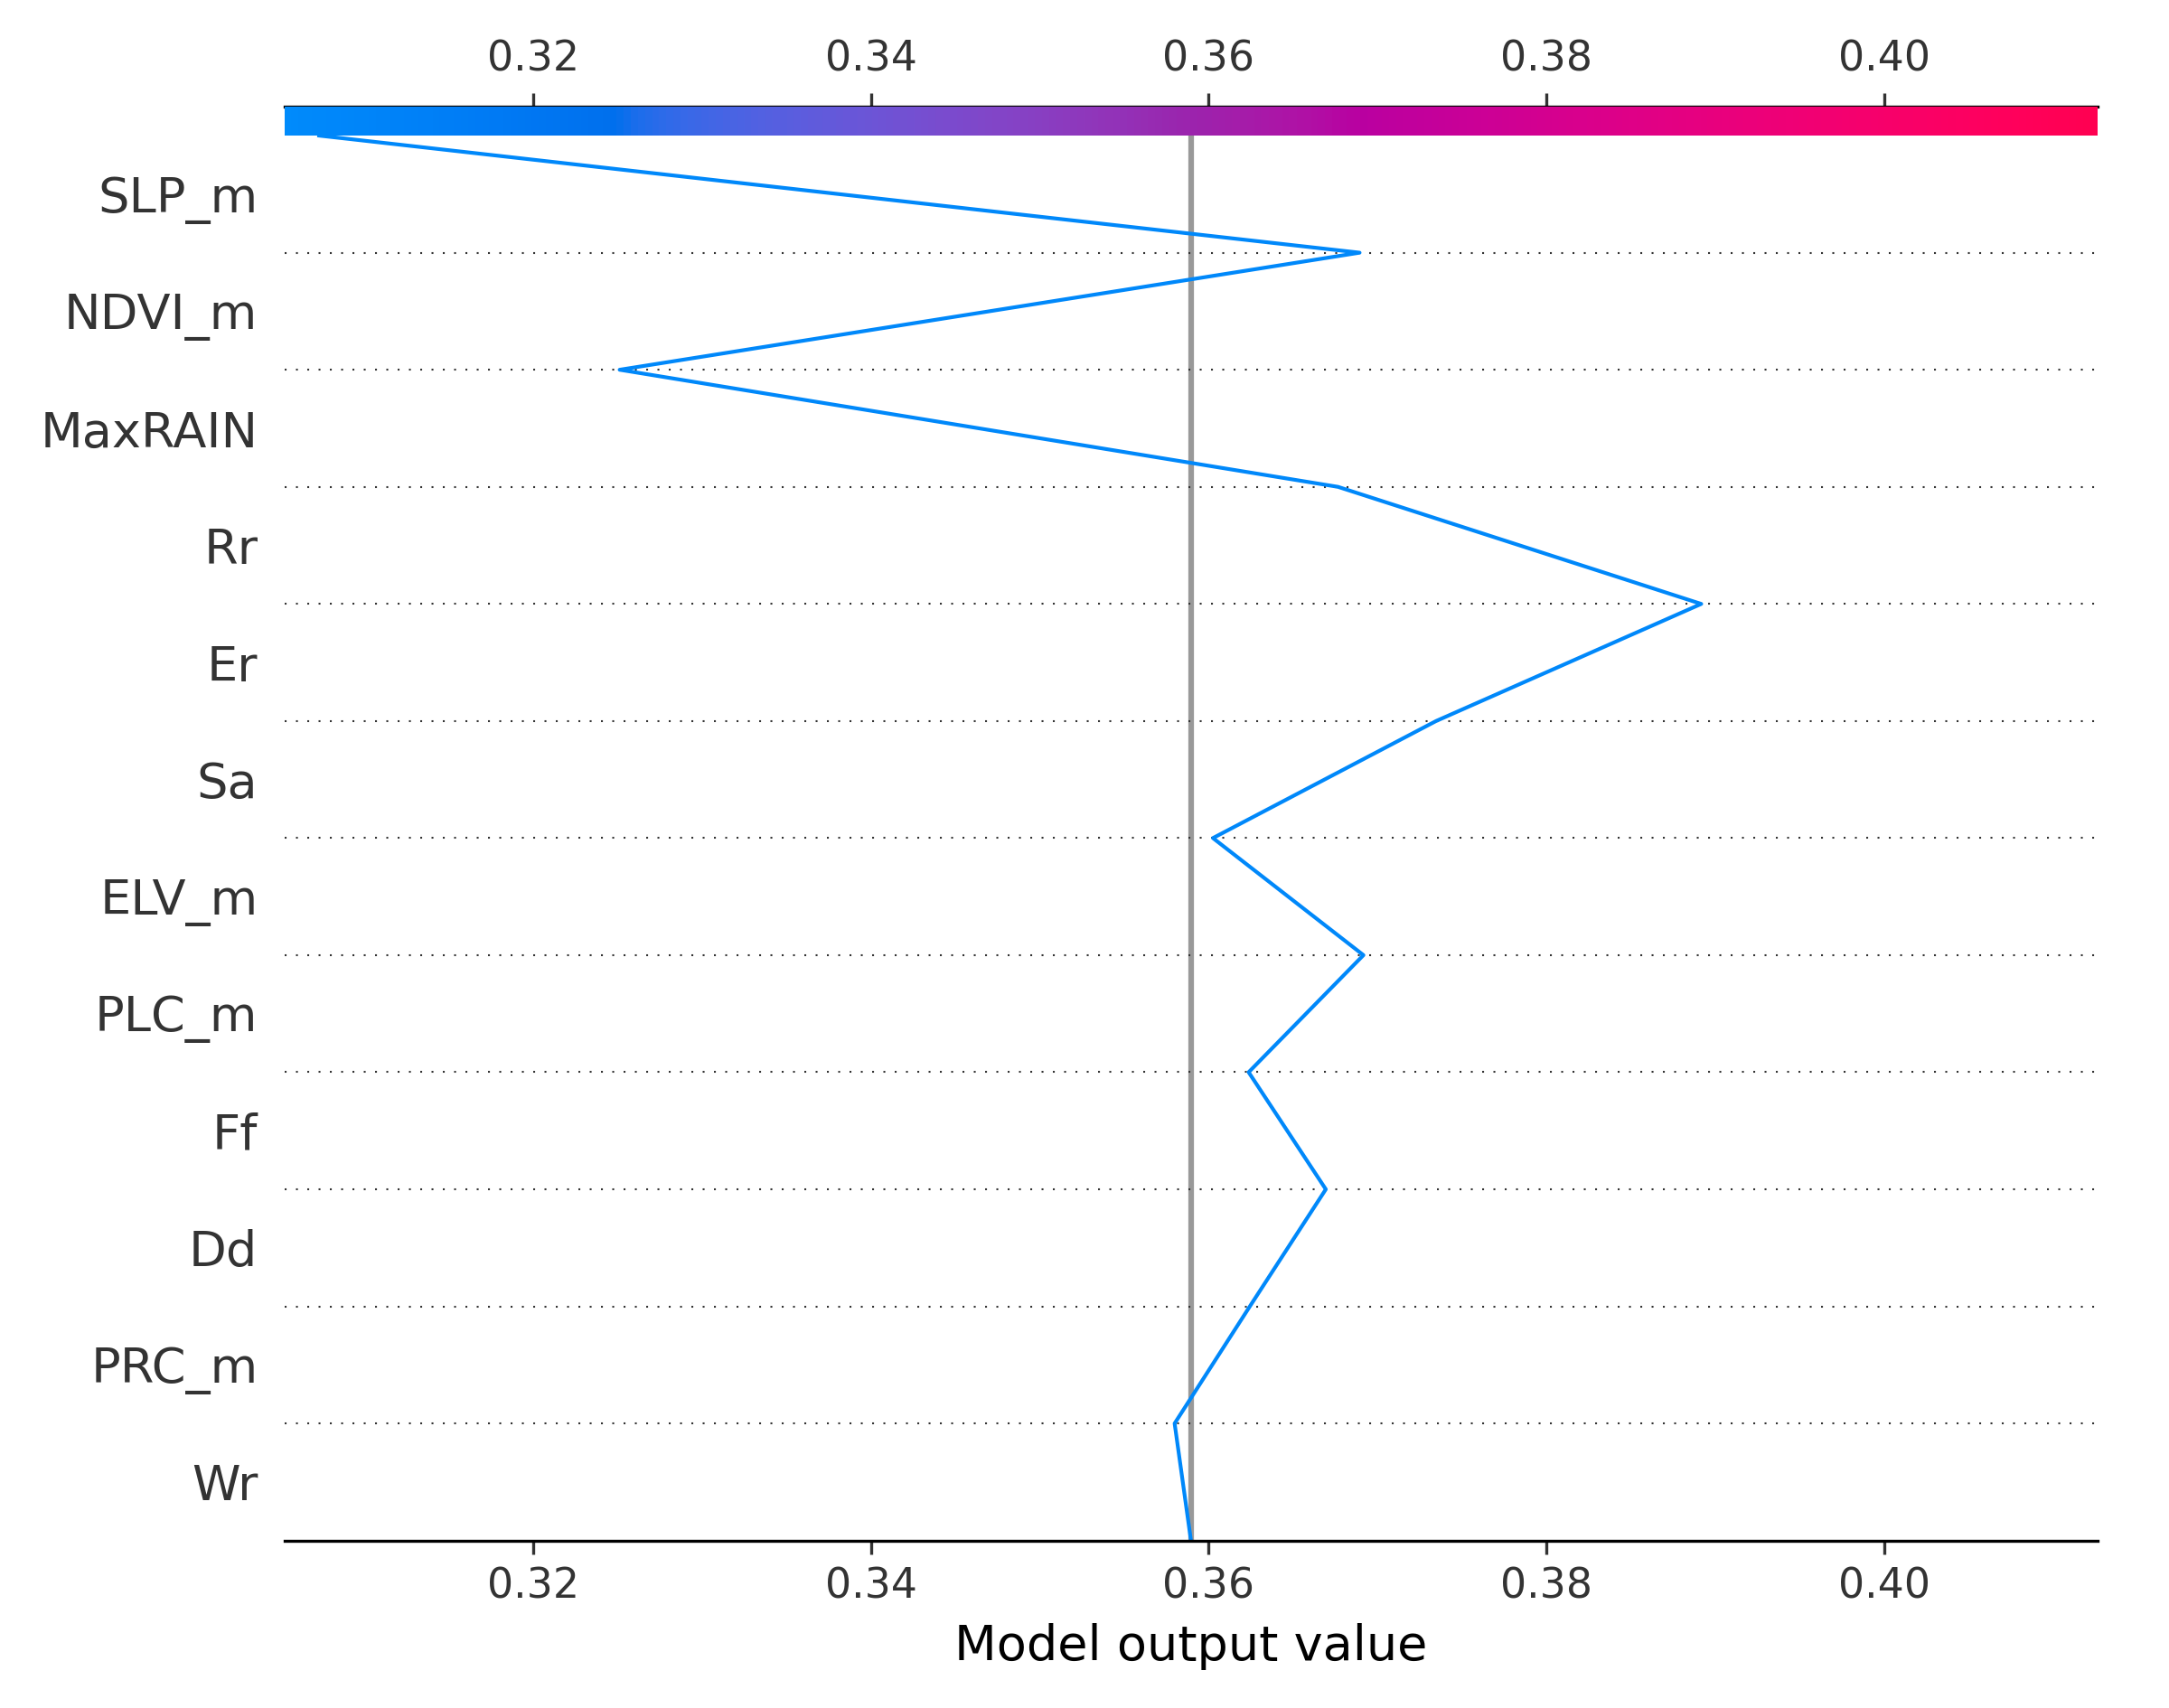 0.32 0.34 0.36 0.38 0.40
SLP_m
NDVI_m
MaxRAIN
Rr
Er
Sa
ELV_m
PLC_m
Ff
Dd
PRC_m
Wr
0.32 0.34 0.36 0.38 0.40
Model output value